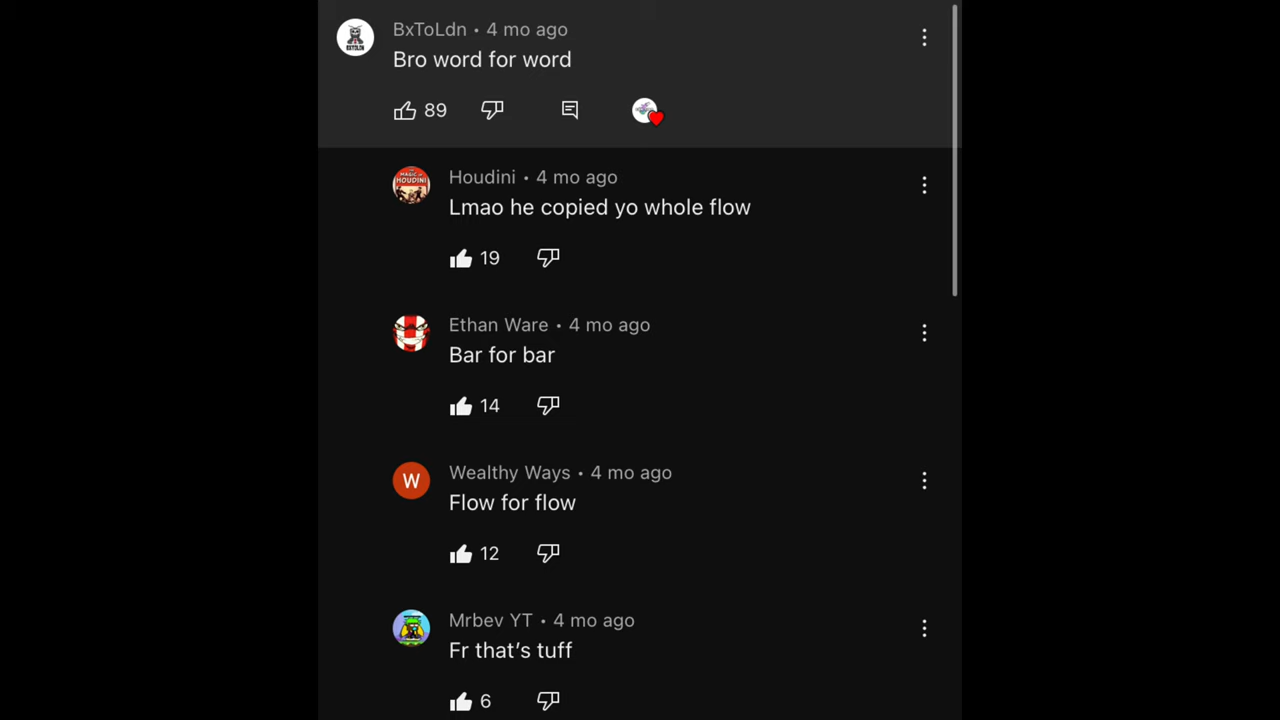 BxToLdn • 4 mo ago
Bro word for word
89
Houdini • 4 mo ago
Lmao he copied yo whole flow
19
Ethan Ware • 4 mo ago
Bar for bar
14
W
Wealthy Ways • 4 mo ago
Flow for flow
12
Mrbev YT • 4 mo ago
Fr that’s tuff
6